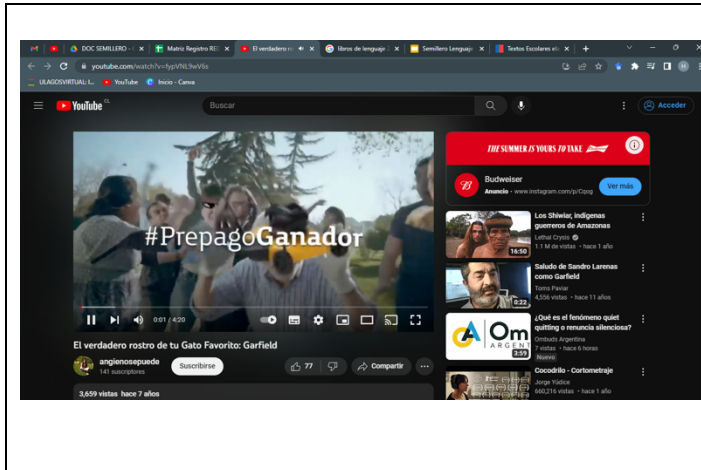 DOC SEMILLERO - 
Matriz Registro RE
El verdadero ro
libros de lenguaje 
Semillero Lenguaje
Textos Escolares el
youtube.com/watch?v=fypVNL9wV6s
ULAGOSVIRTUAL: I...
YouTube
Inicio - Canva
YouTube CL
Buscar
Acceder
#PrepagoGanador
0:01 / 4:20
El verdadero rostro de tu Gato Favorito: Garfield
angienosepuede
141 suscriptores
Suscribirse
77
Compartir
3,659 vistas hace 7 años
THE SUMMER IS YOURS TO TAKE
Budweiser
Anuncio · www.instagram.com/p/Cqog
Ver más
16:50
Los Shiwiar, indígenas
guerreros de Amazonas
Lethal Crysis
1.1 M de vistas · hace 1 año
0:22
Saludo de Sandro Larenas
como Garfield
Toms Paviar
4,556 vistas · hace 11 años
Om
ARGENT
3:59
¿Qué es el fenómeno quiet
quitting o renuncia silenciosa?
Ombuds Argentina
7 vistas · hace 6 horas
Nuevo
Cocodrilo - Cortometraje
Jorge Yúdice
660,216 vistas · hace 1 año